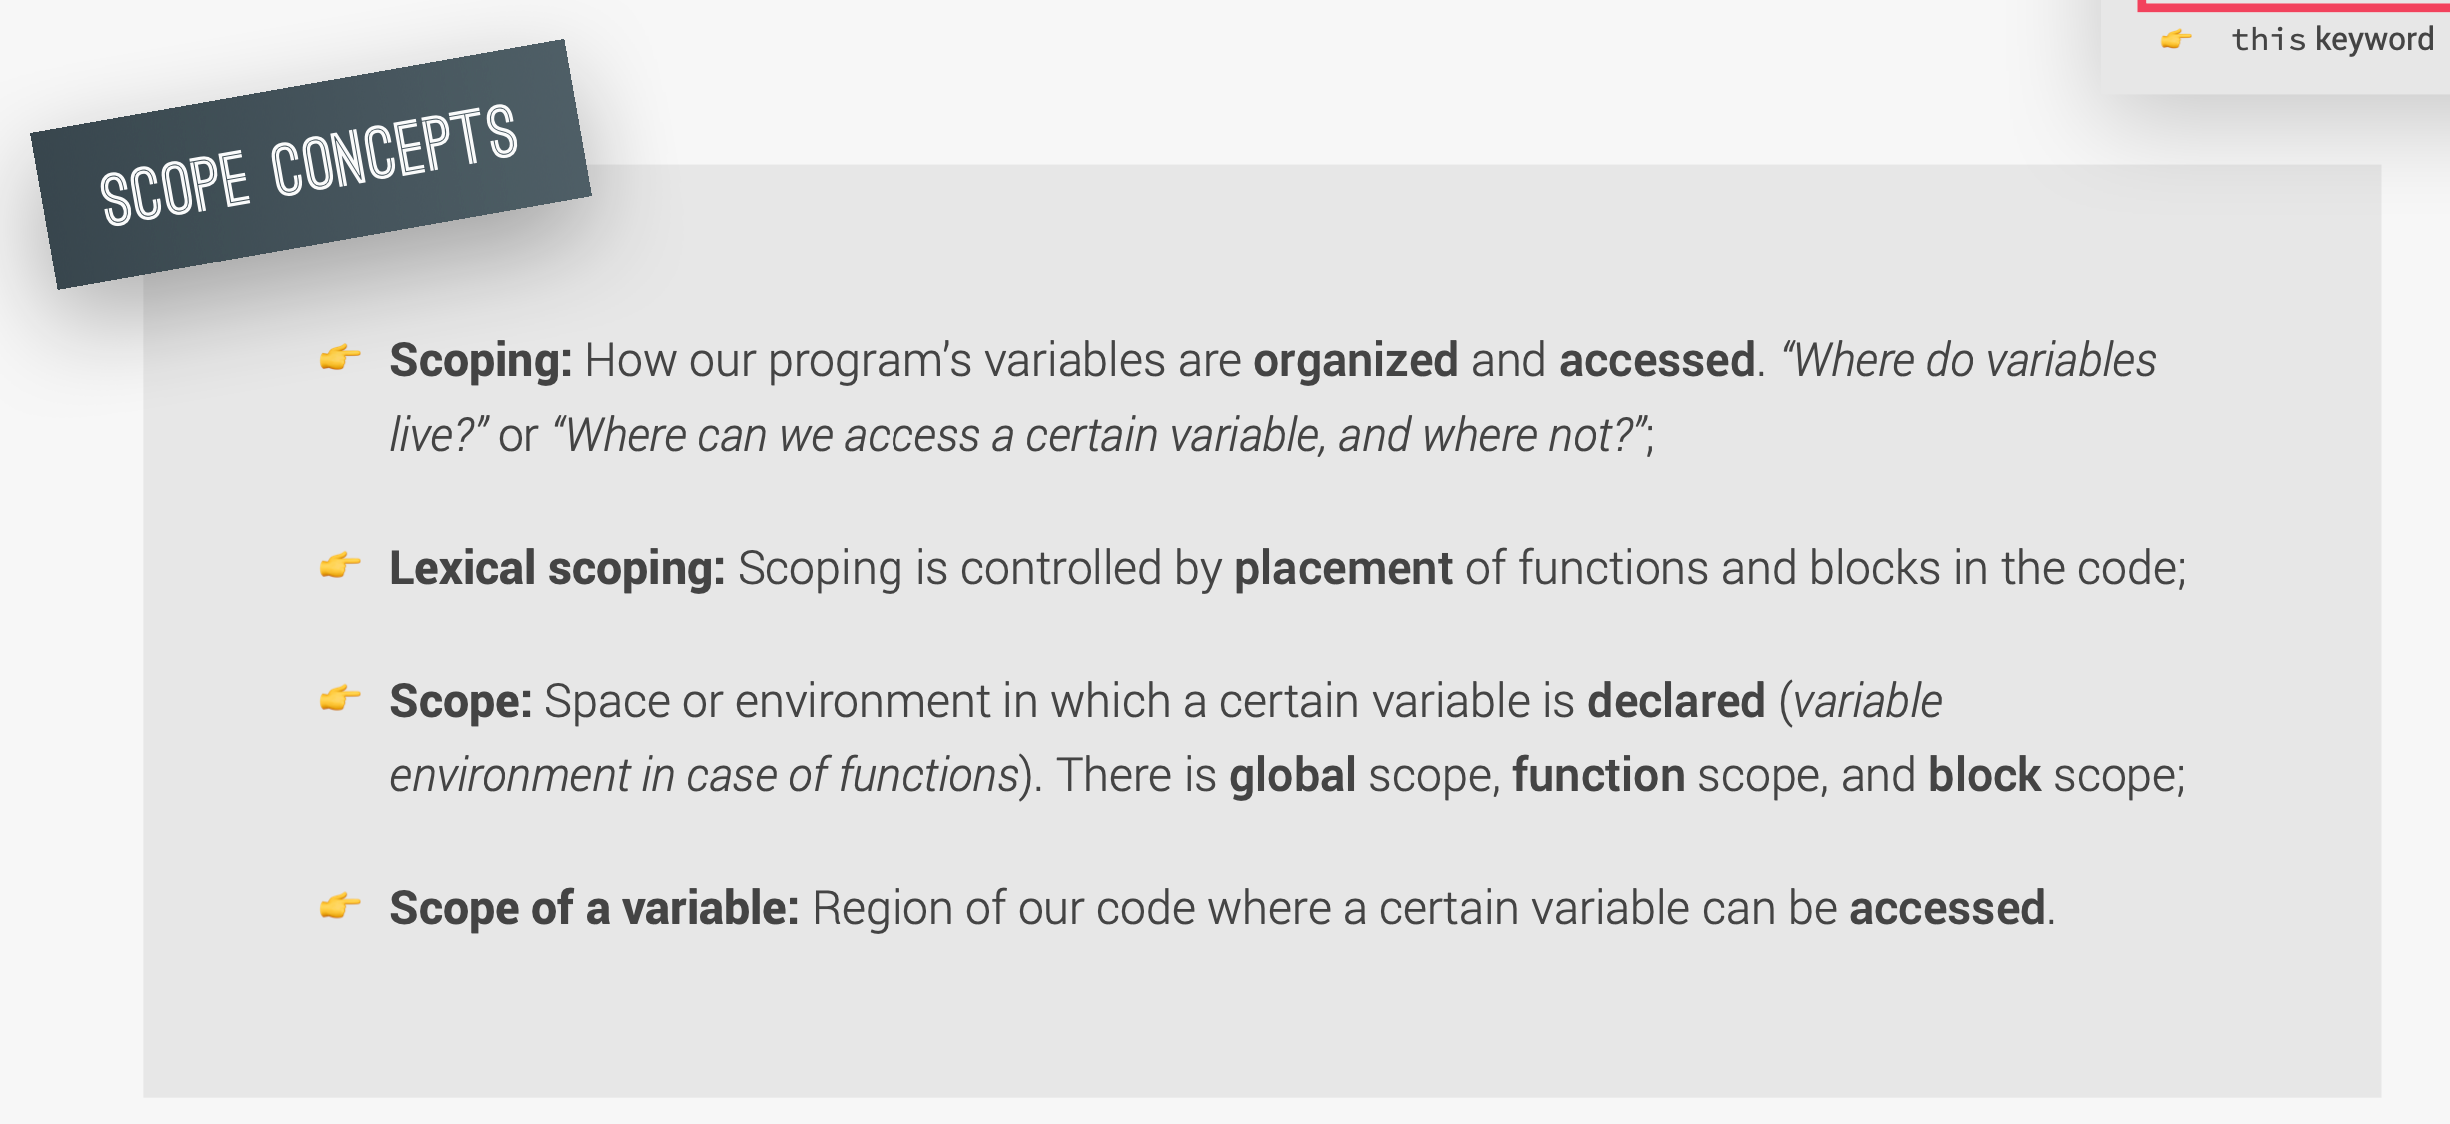 this keyword
SCOPE CONCEPTS
Scoping: How our program’s variables are organized and accessed. “Where do variables
live?” or “Where can we access a certain variable, and where not?”;
Lexical scoping: Scoping is controlled by placement of functions and blocks in the code;
Scope: Space or environment in which a certain variable is declared (variable
environment in case of functions). There is global scope, function scope, and block scope;
Scope of a variable: Region of our code where a certain variable can be accessed.